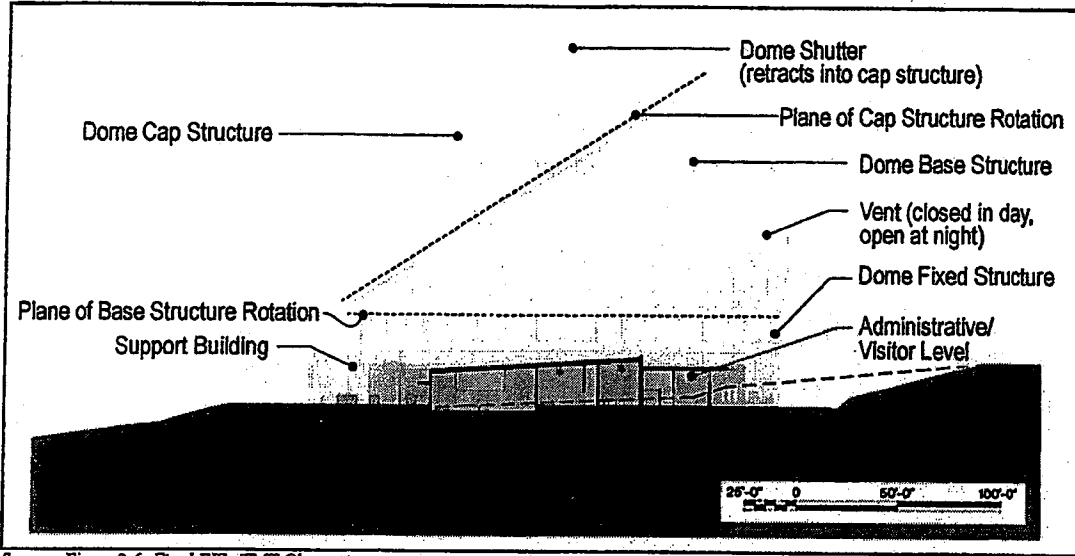 Dome Shutter
(retracts into cap structure)
Plane of Cap Structure Rotation
Dome Cap Structure
Dome Base Structure
Vent (closed in day,
open at night)
Dome Fixed Structure
Plane of Base Structure Rotation
Support Building
Administrative/
Visitor Level
25'-0" 0 50'-0" 100'-0"